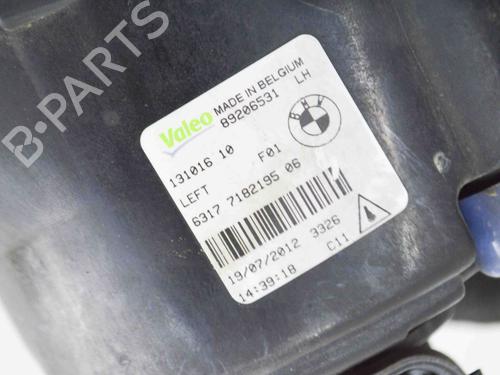 B-PARTS
Valeo MADE IN BELGIUM
89206531 LH
BMW
131016 10 F01
LEFT
6317 7182195 06
19/07/2012 3326
14:39:18 C11